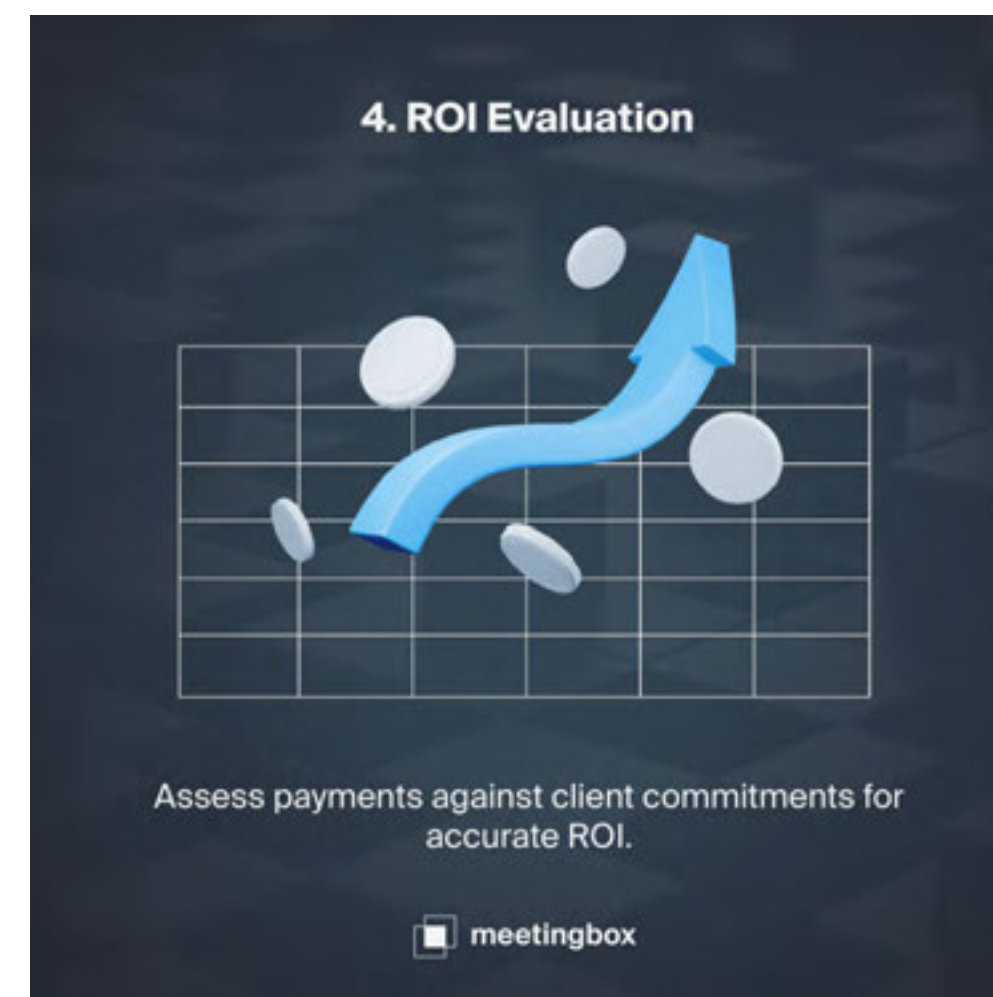 4. ROI Evaluation
Assess payments against client commitments for
accurate ROI.
meetingbox